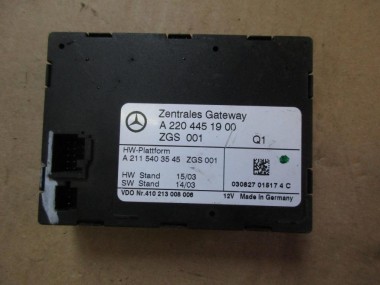 Zentrales Gateway
A 220 445 19 00
ZGS 001 Q1
HW-Plattform
A 211 540 35 45 ZGS 001
HW Stand 15/03
SW Stand 14/03
030827 01517 4 C
VDO Nr. 410 213 008 006 12V Made in Germany